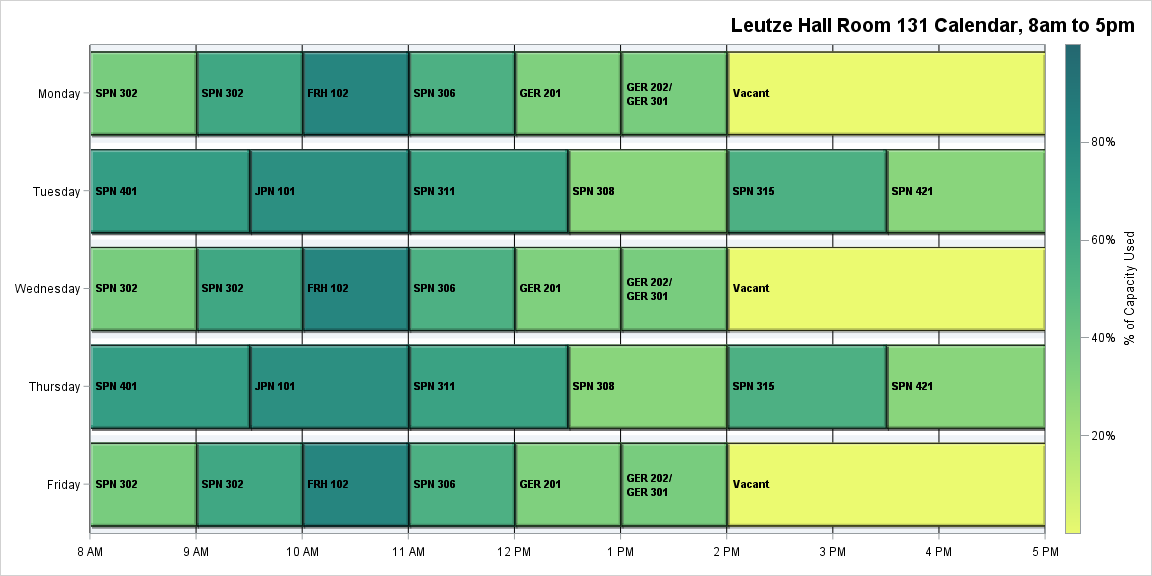 Leutze Hall Room 131 Calendar, 8am to 5pm
Monday
SPN 302
SPN 302
FRH 102
SPN 306
GER 201
GER 202/
GER 301
Vacant
Tuesday
SPN 401
JPN 101
SPN 311
SPN 308
SPN 315
SPN 421
Wednesday
SPN 302
SPN 302
FRH 102
SPN 306
GER 201
GER 202/
GER 301
Vacant
Thursday
SPN 401
JPN 101
SPN 311
SPN 308
SPN 315
SPN 421
Friday
SPN 302
SPN 302
FRH 102
SPN 306
GER 201
GER 202/
GER 301
Vacant
8 AM
9 AM
10 AM
11 AM
12 PM
1 PM
2 PM
3 PM
4 PM
5 PM
80%
60%
40%
20%
% of Capacity Used